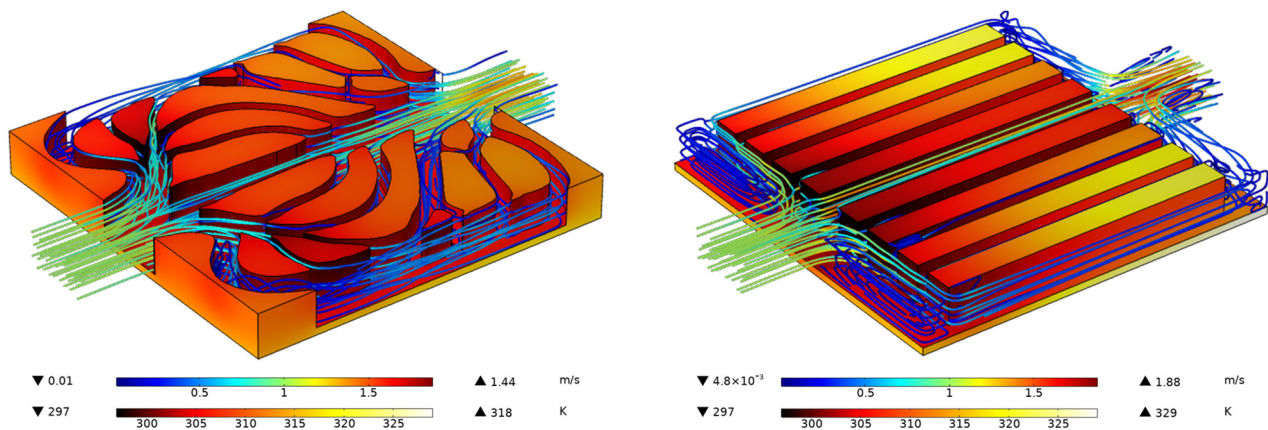 ▼ 0.01 0.5 1 1.5 ▲ 1.44 m/s
▼ 297 300 305 310 315 320 325 ▲ 318 K
▼ 4.8×10⁻³ 0.5 1 1.5 ▲ 1.88 m/s
▼ 297 300 305 310 315 320 325 ▲ 329 K